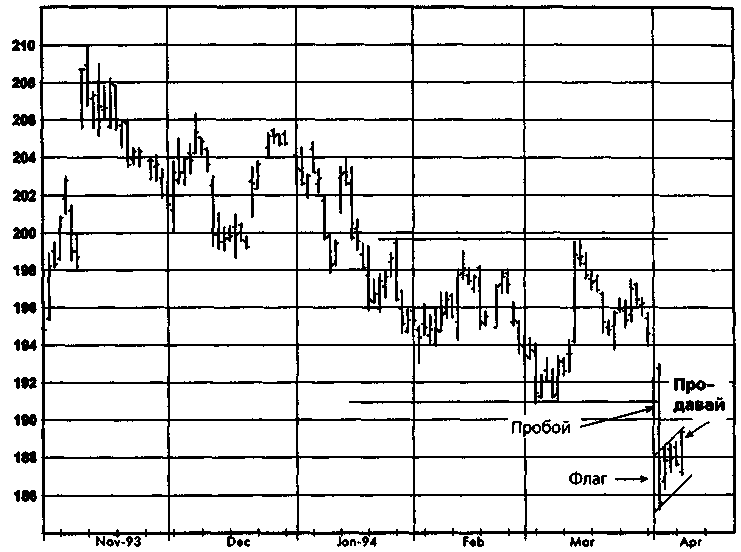 210
208
206
204
202
200
198
196
194
192
190
188
186
Про-
давай
Пробой
Флаг
Nov-93
Dec
Jan-94
Feb
Mar
Apr